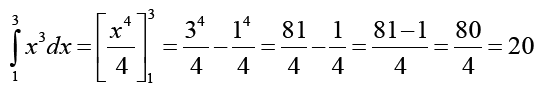 ∫₁³ x³dx = [x⁴/4]₁³ = 3⁴/4 − 1⁴/4 = 81/4 − 1/4 = (81−1)/4 = 80/4 = 20